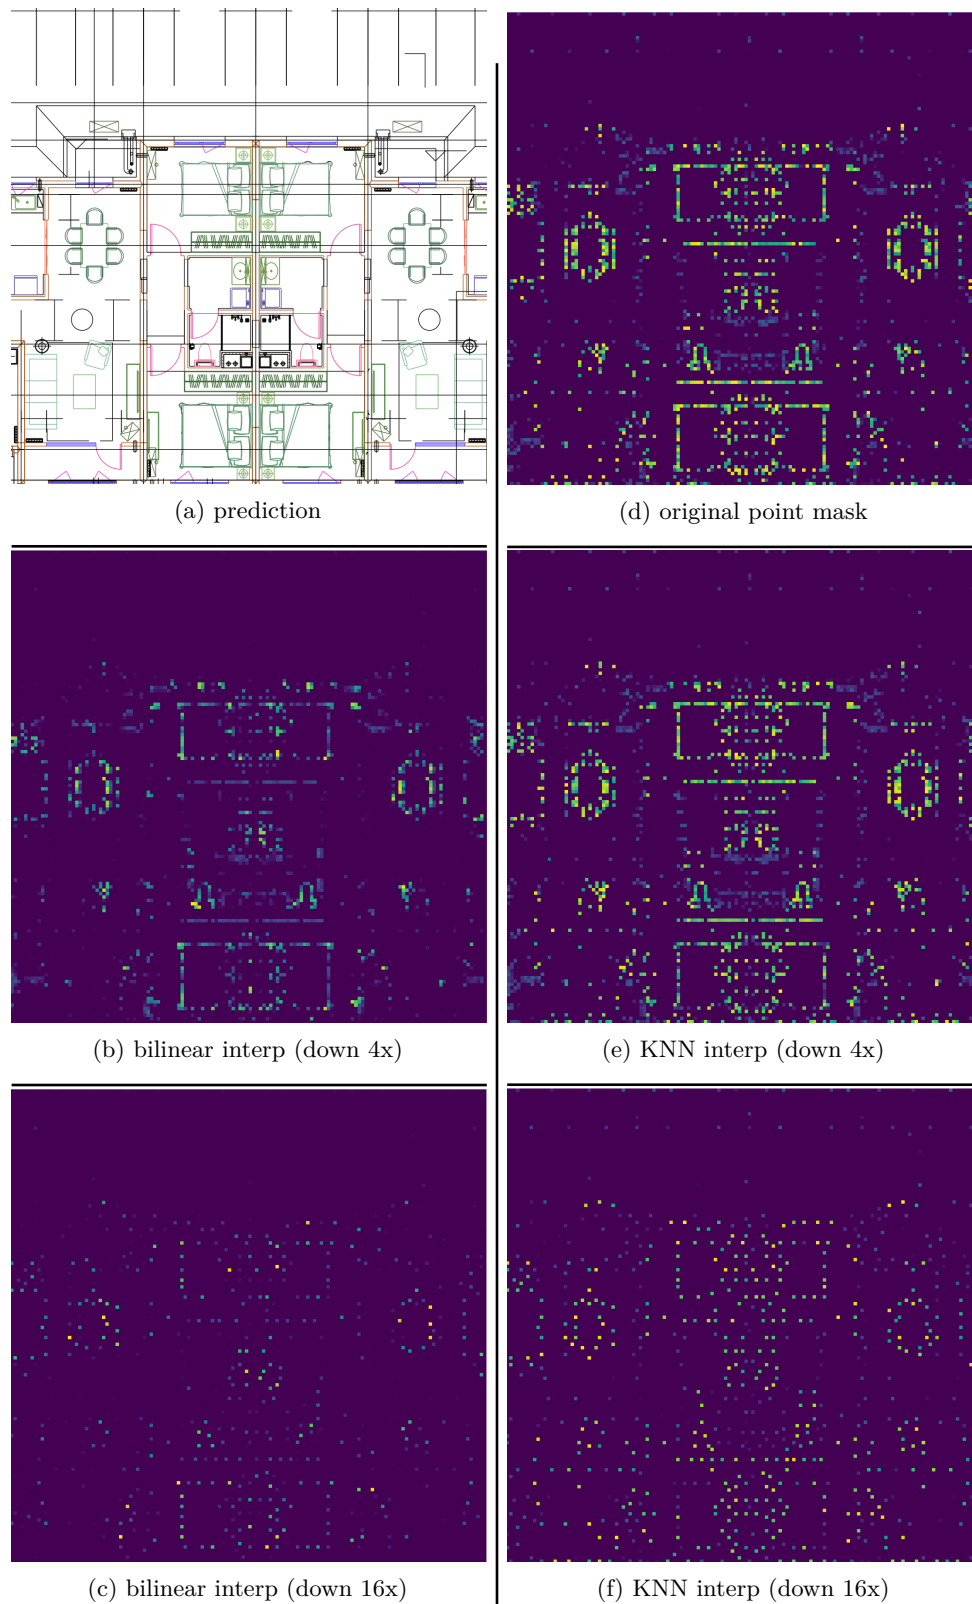 (a) prediction
(d) original point mask
(b) bilinear interp (down 4x)
(e) KNN interp (down 4x)
(c) bilinear interp (down 16x)
(f) KNN interp (down 16x)